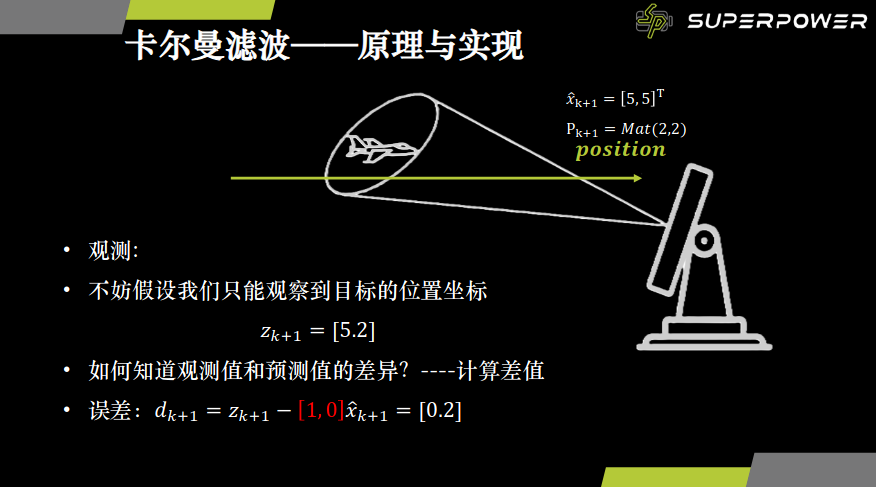 SUPERPOWER
卡尔曼滤波——原理与实现
x̂ₖ₊₁ = [5, 5]ᵀ
Pₖ₊₁ = Mat(2,2)
position
• 观测：
• 不妨假设我们只能观察到目标的位置坐标
zₖ₊₁ = [5.2]
• 如何知道观测值和预测值的差异？----计算差值
• 误差：dₖ₊₁ = zₖ₊₁ − [1, 0]x̂ₖ₊₁ = [0.2]